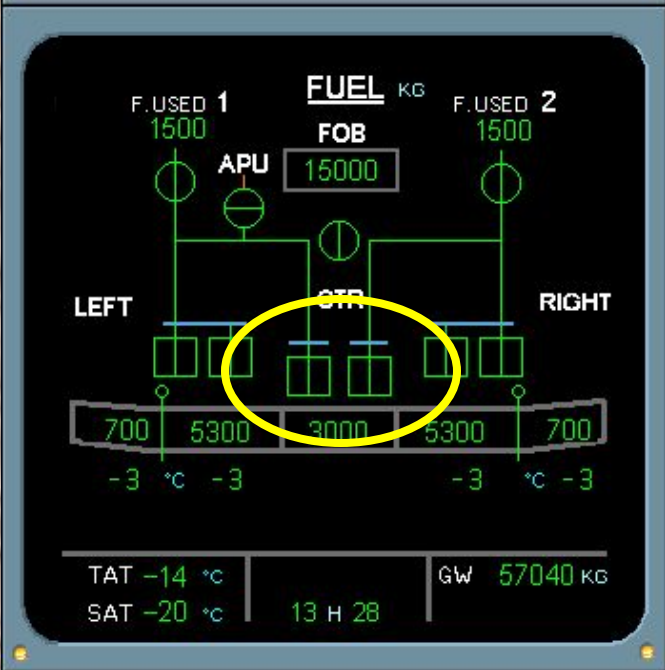 FUEL KG
F.USED 1 F.USED 2
1500 FOB 1500
APU 15000
LEFT CTR RIGHT
700 5300 3000 5300 700
-3 °C -3 -3 °C -3
TAT -14 °C GW 57040 KG
SAT -20 °C 13 H 28